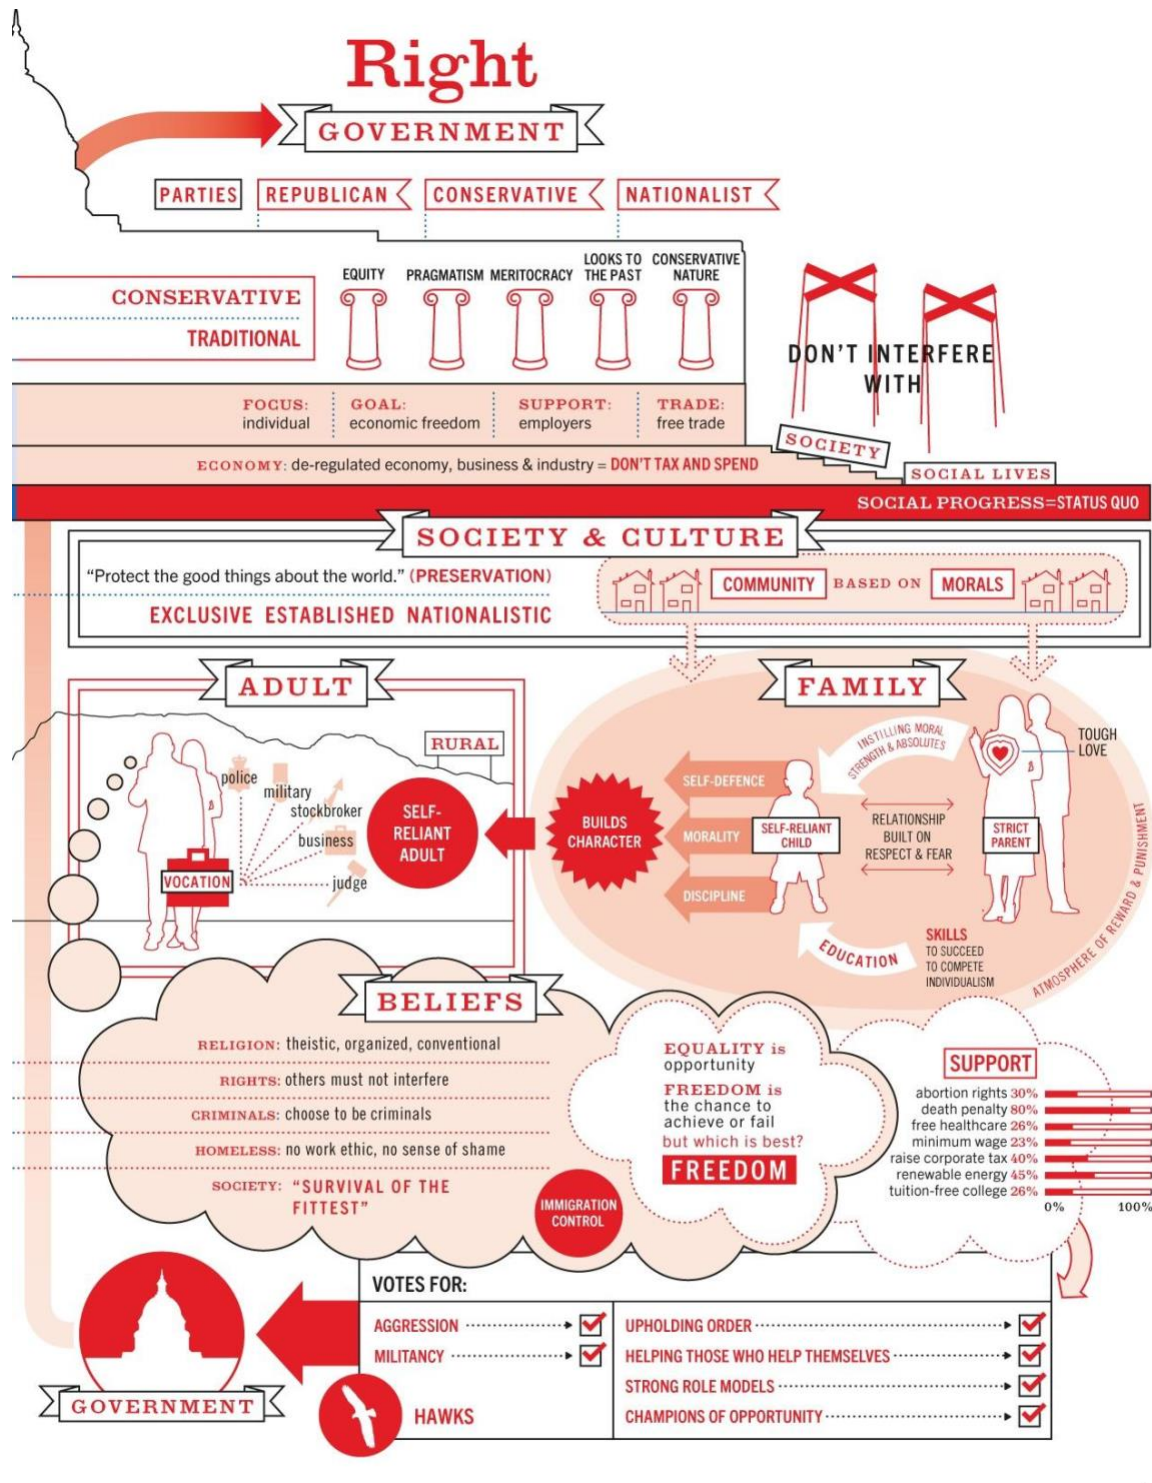 Right
GOVERNMENT
PARTIES
REPUBLICAN
CONSERVATIVE
NATIONALIST
CONSERVATIVE
TRADITIONAL
EQUITY
PRAGMATISM
MERITOCRACY
LOOKS TO
THE PAST
CONSERVATIVE
NATURE
DON'T INTERFERE
WITH
FOCUS:
individual
GOAL:
economic freedom
SUPPORT:
employers
TRADE:
free trade
SOCIETY
SOCIAL LIVES
ECONOMY: de-regulated economy, business & industry = DON'T TAX AND SPEND
SOCIAL PROGRESS=STATUS QUO
SOCIETY & CULTURE
“Protect the good things about the world.” (PRESERVATION)
EXCLUSIVE ESTABLISHED NATIONALISTIC
COMMUNITY BASED ON MORALS
ADULT
RURAL
police
military
stockbroker
business
judge
VOCATION
SELF-
RELIANT
ADULT
FAMILY
INSTILLING MORAL
STRENGTH & ABSOLUTES
TOUGH
LOVE
SELF-DEFENCE
MORALITY
DISCIPLINE
BUILDS
CHARACTER
SELF-RELIANT
CHILD
RELATIONSHIP
BUILT ON
RESPECT & FEAR
STRICT
PARENT
EDUCATION
SKILLS
TO SUCCEED
TO COMPETE
INDIVIDUALISM
ATMOSPHERE OF REWARD & PUNISHMENT
BELIEFS
RELIGION: theistic, organized, conventional
RIGHTS: others must not interfere
CRIMINALS: choose to be criminals
HOMELESS: no work ethic, no sense of shame
SOCIETY: “SURVIVAL OF THE
FITTEST”
IMMIGRATION
CONTROL
EQUALITY is
opportunity
FREEDOM is
the chance to
achieve or fail
but which is best?
FREEDOM
SUPPORT
abortion rights 30%
death penalty 80%
free healthcare 26%
minimum wage 23%
raise corporate tax 40%
renewable energy 45%
tuition-free college 26%
0% 100%
VOTES FOR:
AGGRESSION
MILITANCY
HAWKS
UPHOLDING ORDER
HELPING THOSE WHO HELP THEMSELVES
STRONG ROLE MODELS
CHAMPIONS OF OPPORTUNITY
GOVERNMENT